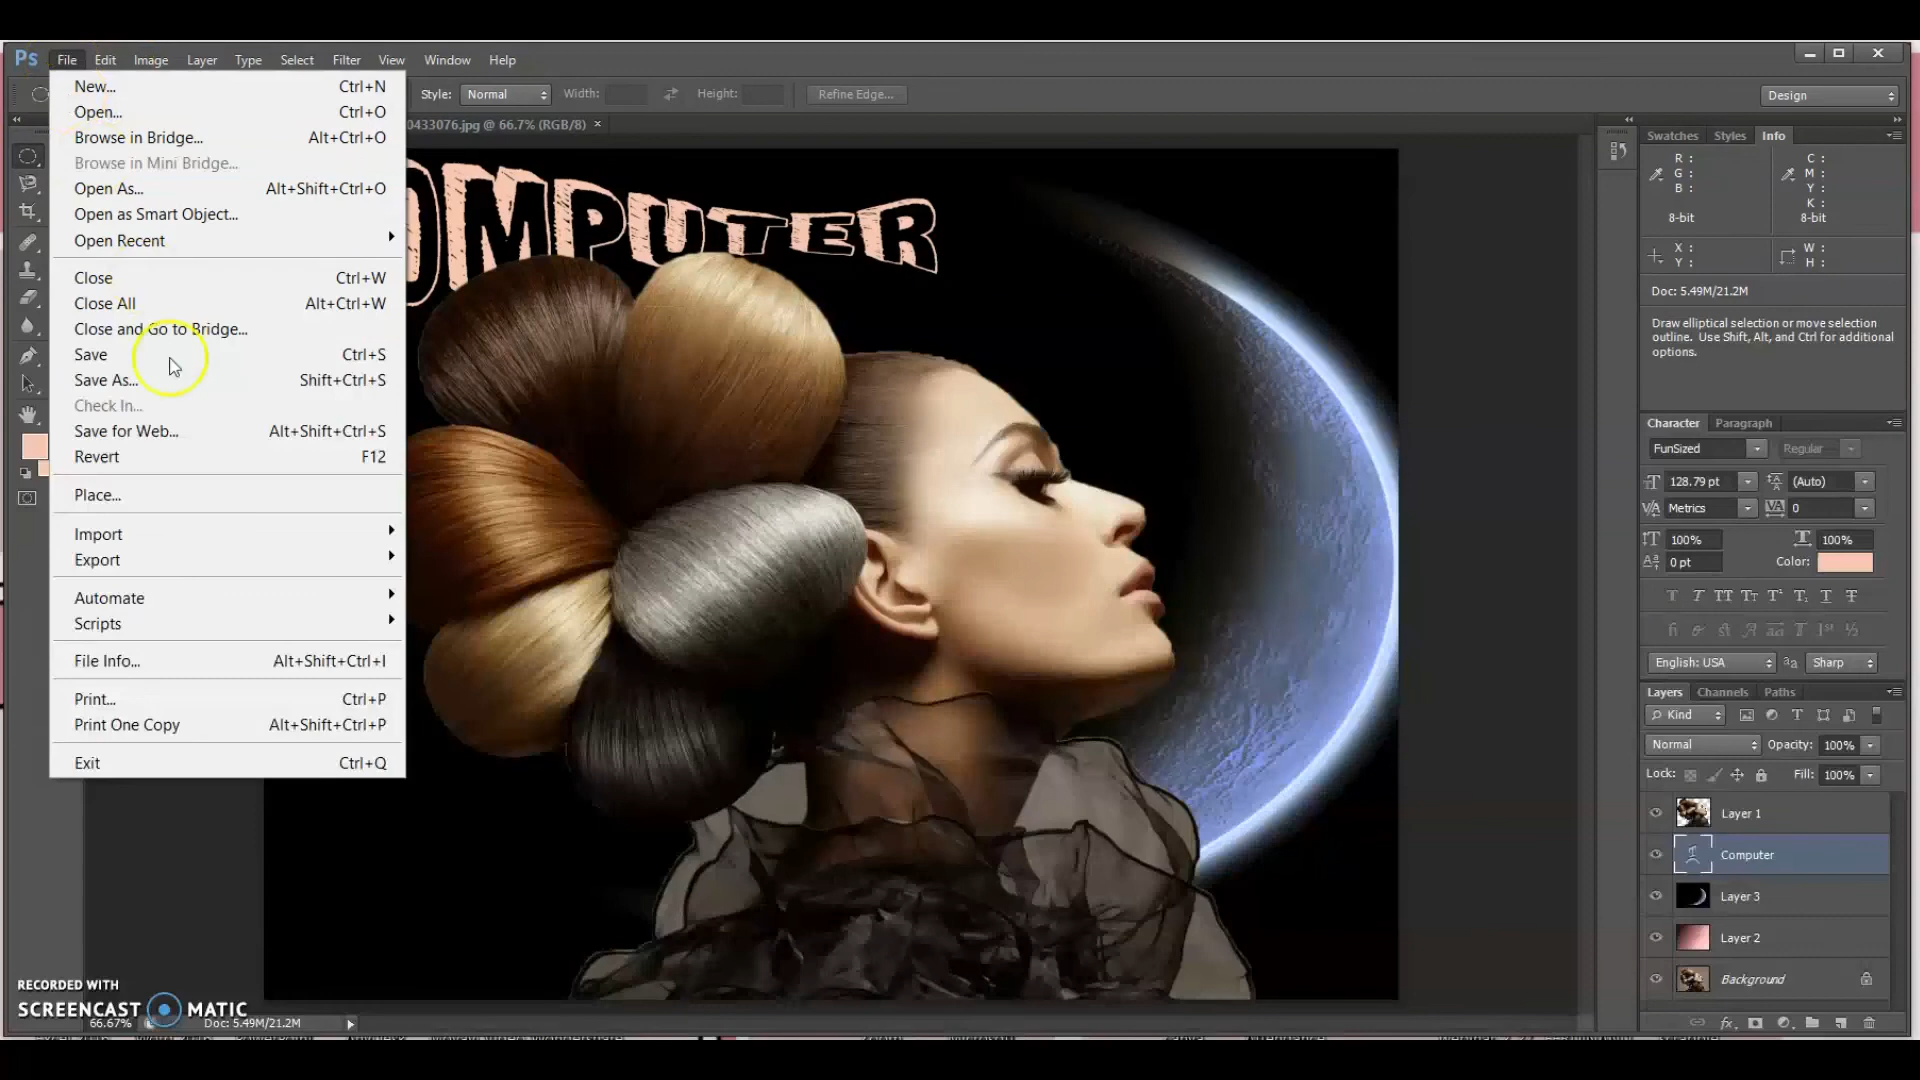 Ps File Edit Image Layer Type Select Filter View Window Help
Style: Normal Width: Height: Refine Edge... Design
0433076.jpg @ 66.7% (RGB/8) ×
New... Ctrl+N
Open... Ctrl+O
Browse in Bridge... Alt+Ctrl+O
Browse in Mini Bridge...
Open As... Alt+Shift+Ctrl+O
Open as Smart Object...
Open Recent
Close Ctrl+W
Close All Alt+Ctrl+W
Close and Go to Bridge...
Save Ctrl+S
Save As... Shift+Ctrl+S
Check In...
Save for Web... Alt+Shift+Ctrl+S
Revert F12
Place...
Import
Export
Automate
Scripts
File Info... Alt+Shift+Ctrl+I
Print... Ctrl+P
Print One Copy Alt+Shift+Ctrl+P
Exit Ctrl+Q
OMPUTER
Swatches Styles Info
R : C :
G : M :
B : Y :
K :
8-bit 8-bit
X : W :
Y : H :
Doc: 5.49M/21.2M
Draw elliptical selection or move selection
outline. Use Shift, Alt, and Ctrl for additional
options.
Character Paragraph
FunSized Regular
128.79 pt (Auto)
Metrics 0
100% 100%
0 pt Color:
English: USA Sharp
Layers Channels Paths
Kind
Normal Opacity: 100%
Lock: Fill: 100%
Layer 1
Computer
Layer 3
Layer 2
Background
RECORDED WITH
SCREENCAST MATIC
66.67% Doc: 5.49M/21.2M